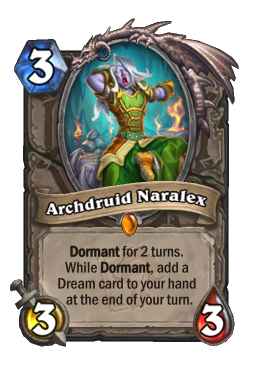 3
Archdruid Naralex
Dormant for 2 turns.
While Dormant, add a
Dream card to your hand
at the end of your turn.
3
3